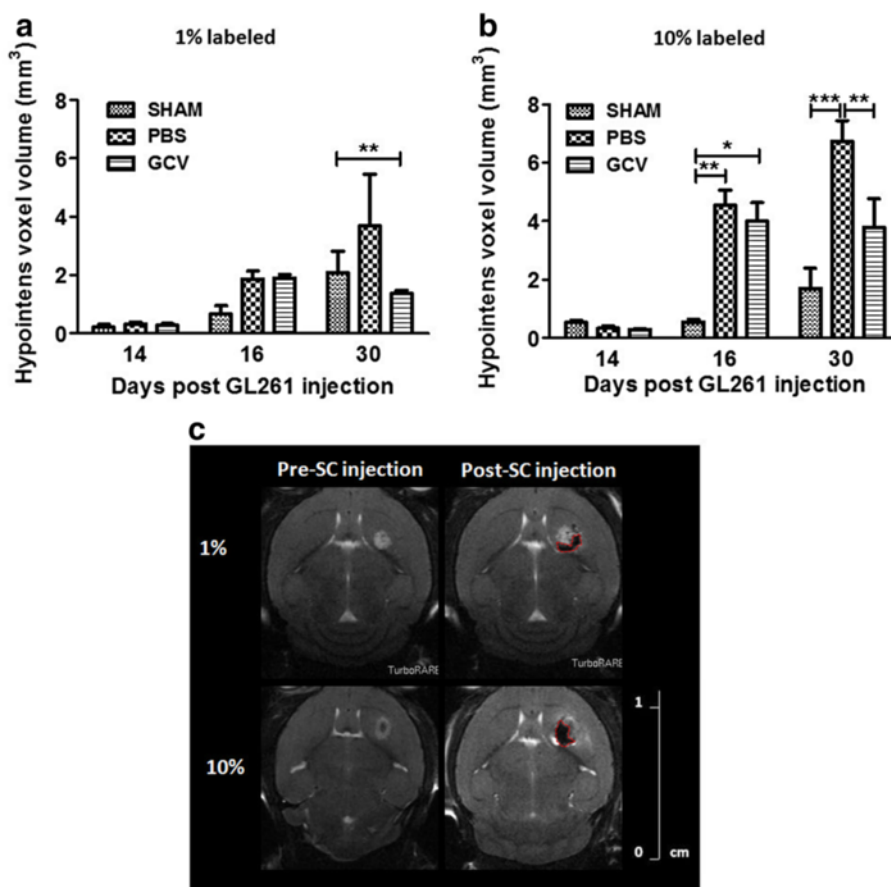 a
1% labeled
Hypointens voxel volume (mm³)
8
6
4
2
0
SHAM
PBS
GCV
**
14 16 30
Days post GL261 injection
b
10% labeled
Hypointens voxel volume (mm³)
8
6
4
2
0
SHAM
PBS
GCV
*
**
*** **
14 16 30
Days post GL261 injection
c
Pre-SC injection Post-SC injection
1%
TurboRARE TurboRARE
10%
1
0 cm